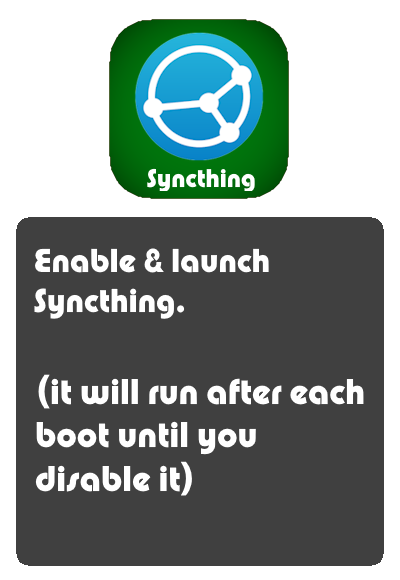 Syncthing
Enable & launch
Syncthing.
(it will run after each
boot until you
disable it)